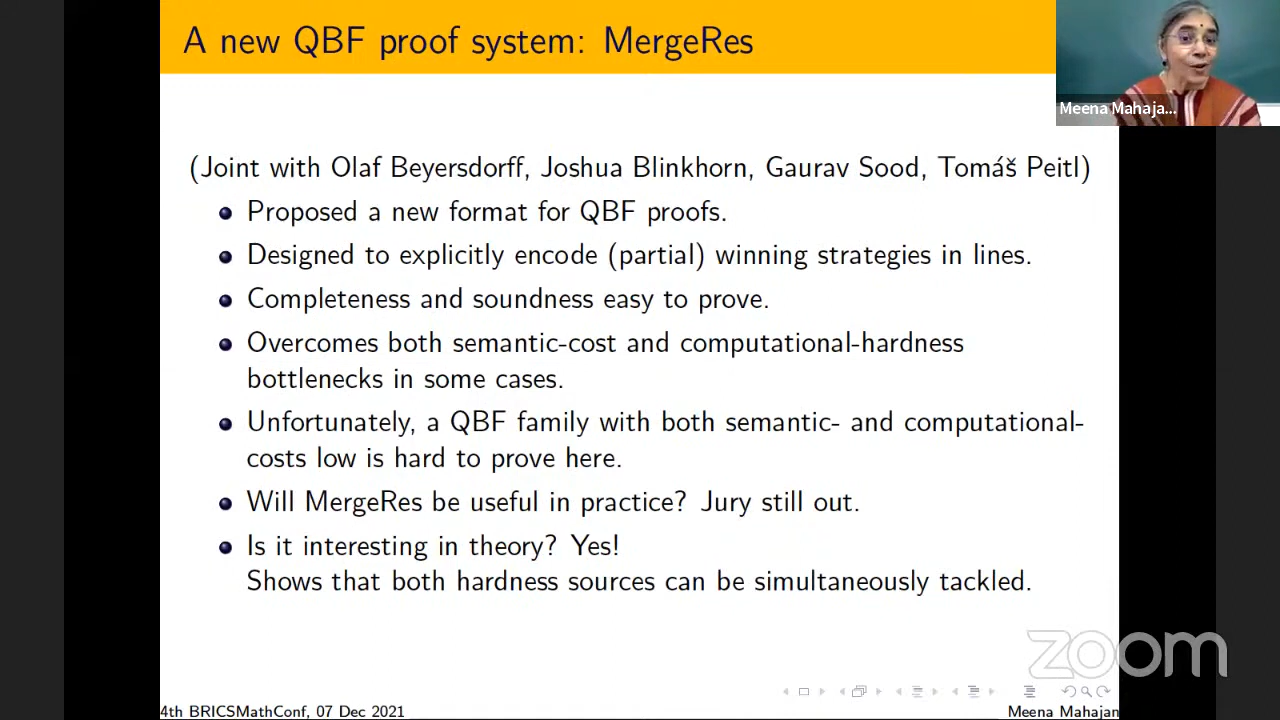 A new QBF proof system: MergeRes
Meena Mahaja...
(Joint with Olaf Beyersdorff, Joshua Blinkhorn, Gaurav Sood, Tomáš Peitl)
Proposed a new format for QBF proofs.
Designed to explicitly encode (partial) winning strategies in lines.
Completeness and soundness easy to prove.
Overcomes both semantic-cost and computational-hardness
bottlenecks in some cases.
Unfortunately, a QBF family with both semantic- and computational-
costs low is hard to prove here.
Will MergeRes be useful in practice? Jury still out.
Is it interesting in theory? Yes!
Shows that both hardness sources can be simultaneously tackled.
zoom
4th BRICSMathConf, 07 Dec 2021
Meena Mahajan